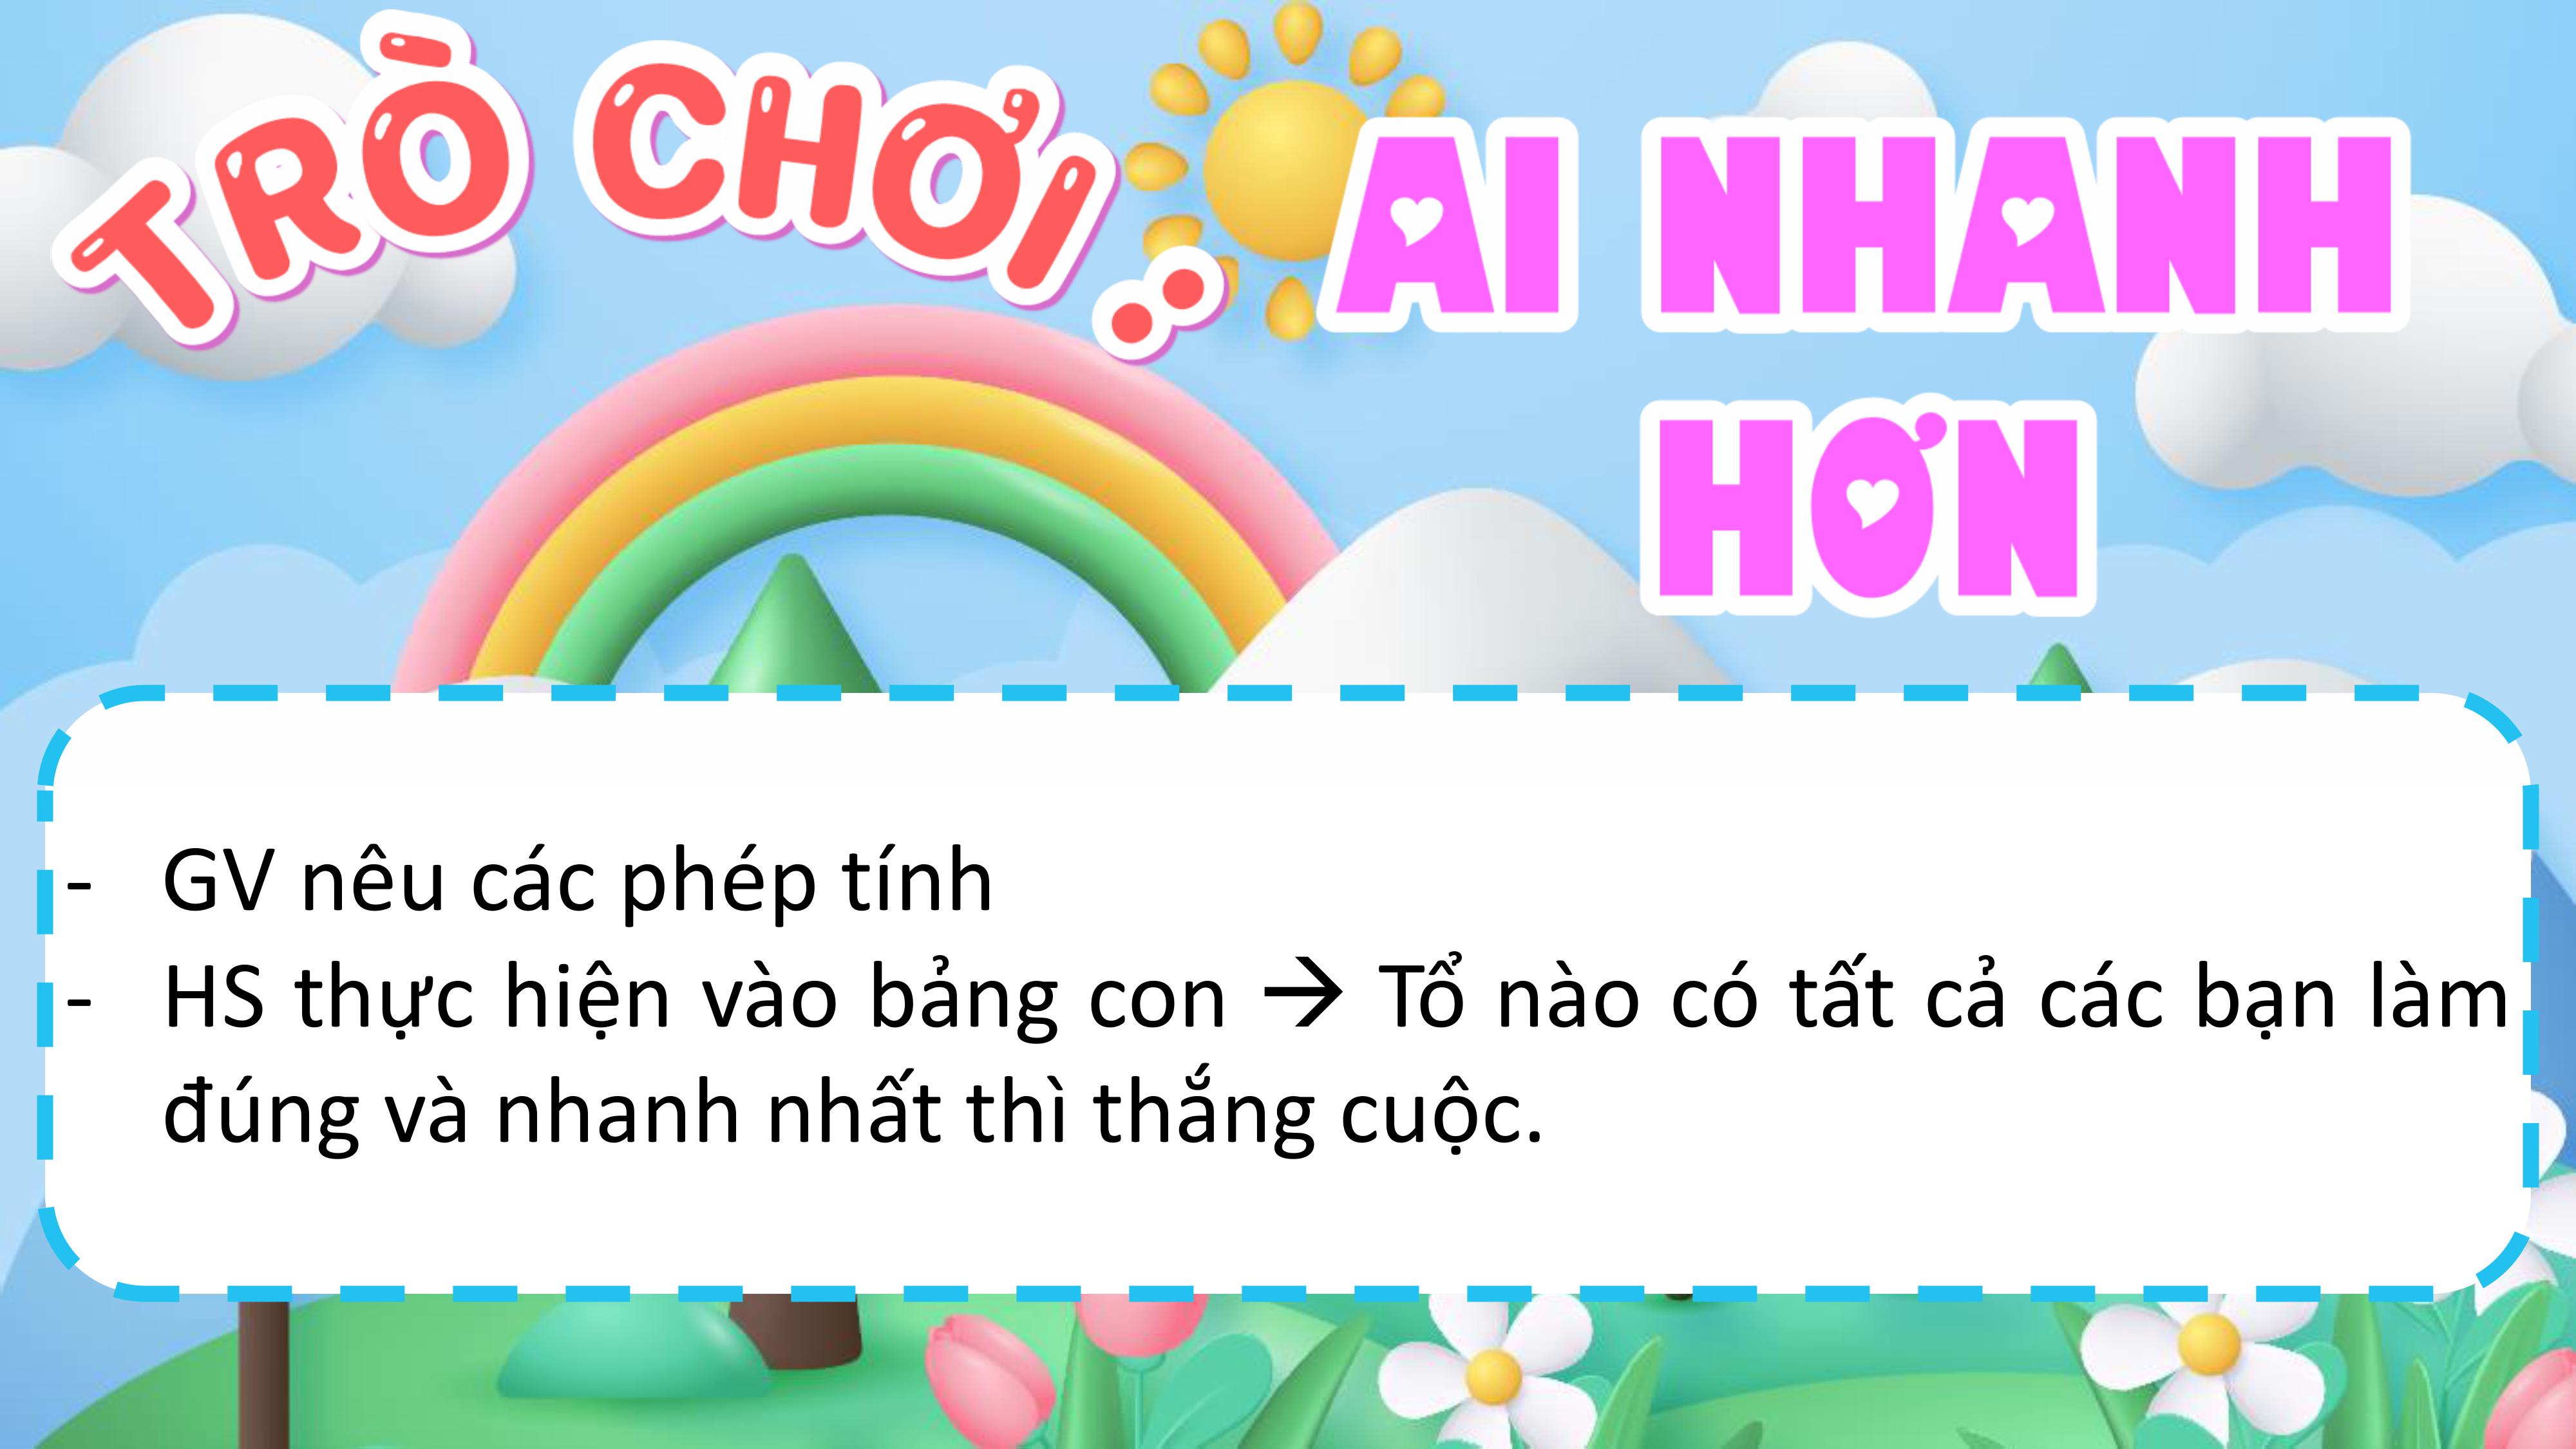 TRÒ CHƠI: AI NHANH
HƠN
- GV nêu các phép tính
- HS thực hiện vào bảng con → Tổ nào có tất cả các bạn làm
đúng và nhanh nhất thì thắng cuộc.